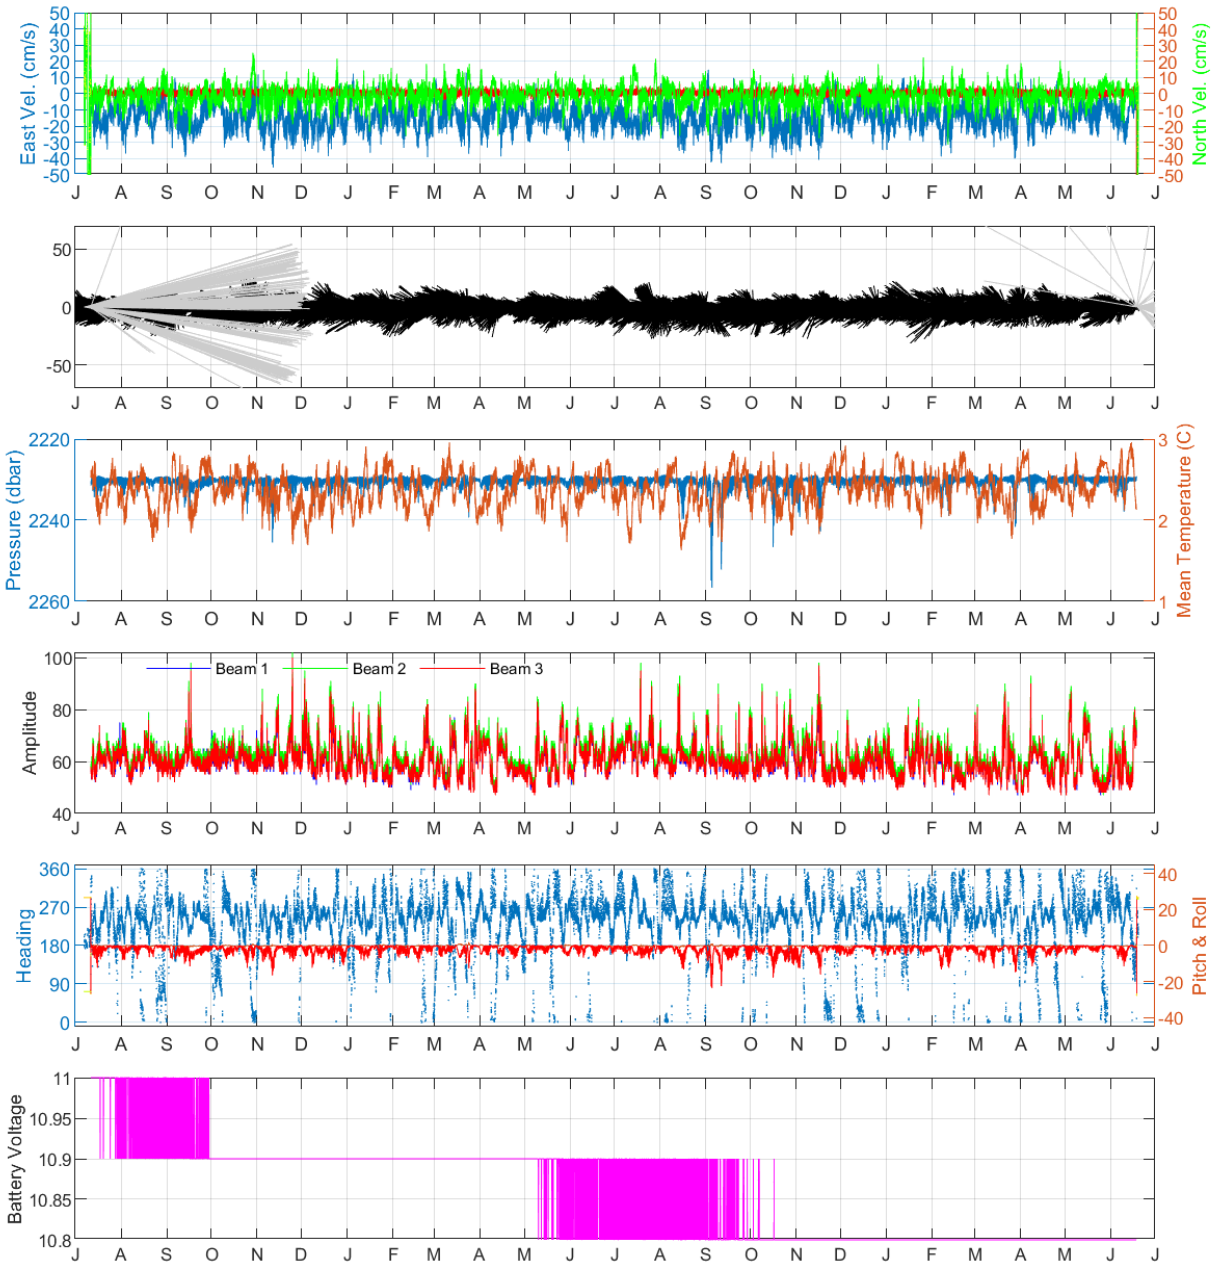 50 40 30 20 10 0 -10 -20 -30 -40 -50
East Vel. (cm/s)
50 40 30 20 10 0 -10 -20 -30 -40 -50
North Vel. (cm/s)
J A S O N D J F M A M J J A S O N D J F M A M J J
50 0 -50
J A S O N D J F M A M J J A S O N D J F M A M J J
2220 2240 2260
Pressure (dbar)
3 2 1
Mean Temperature (C)
J A S O N D J F M A M J J A S O N D J F M A M J J
100 80 60 40
Amplitude
Beam 1 Beam 2 Beam 3
J A S O N D J F M A M J J A S O N D J F M A M J J
360 270 180 90 0
Heading
40 20 0 -20 -40
Pitch & Roll
J A S O N D J F M A M J J A S O N D J F M A M J J
11 10.95 10.9 10.85 10.8
Battery Voltage
J A S O N D J F M A M J J A S O N D J F M A M J J